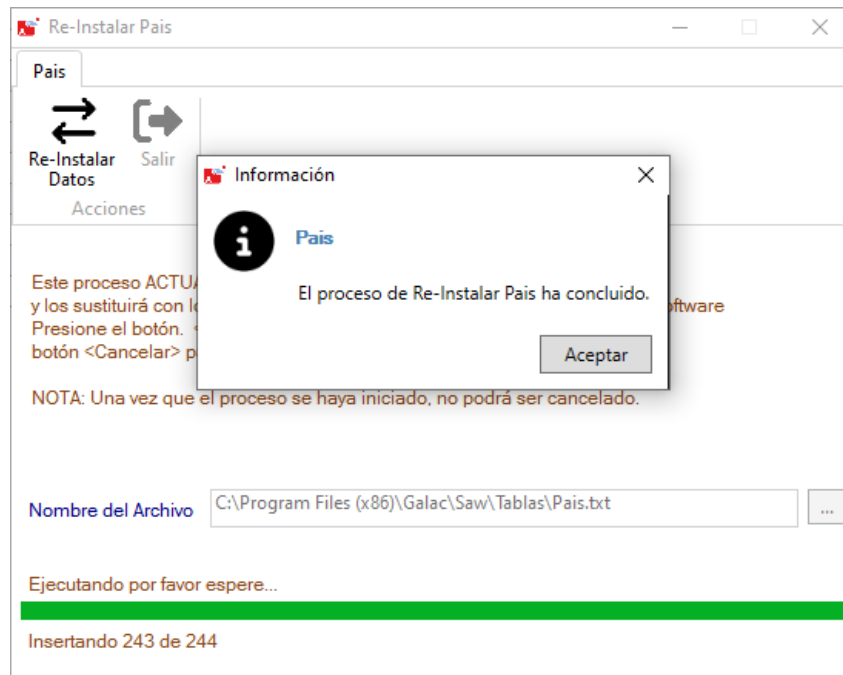 Re-Instalar Pais
Pais
Re-Instalar
Datos
Salir
Acciones
Información
Pais
El proceso de Re-Instalar Pais ha concluido.
Aceptar
Este proceso
y los sustituirá con
Presione el botón.
botón <Cancelar>
NOTA: Una vez que el proceso se haya iniciado, no podrá ser cancelado.
Nombre del Archivo
C:\Program Files (x86)\Galac\Saw\Tablas\Pais.txt
...
Ejecutando por favor espere...
Insertando 243 de 244